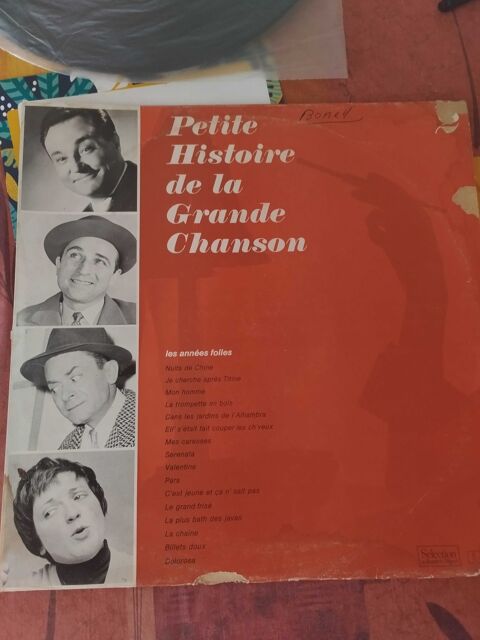 Boney
Petite
Histoire
de la
Grande
Chanson
les années folles
Nuits de Chine
Je cherche après Titine
Mon homme
La trompette en bois
Dans les jardins de l'Alhambra
Ell' s'était fait couper les ch'veux
Mes caresses
Serenata
Valentine
Pars
C'est jeune et ça n' sait pas
Le grand frisé
La plus bath des javas
La chaîne
Billets doux
Dolorosa
Sélection